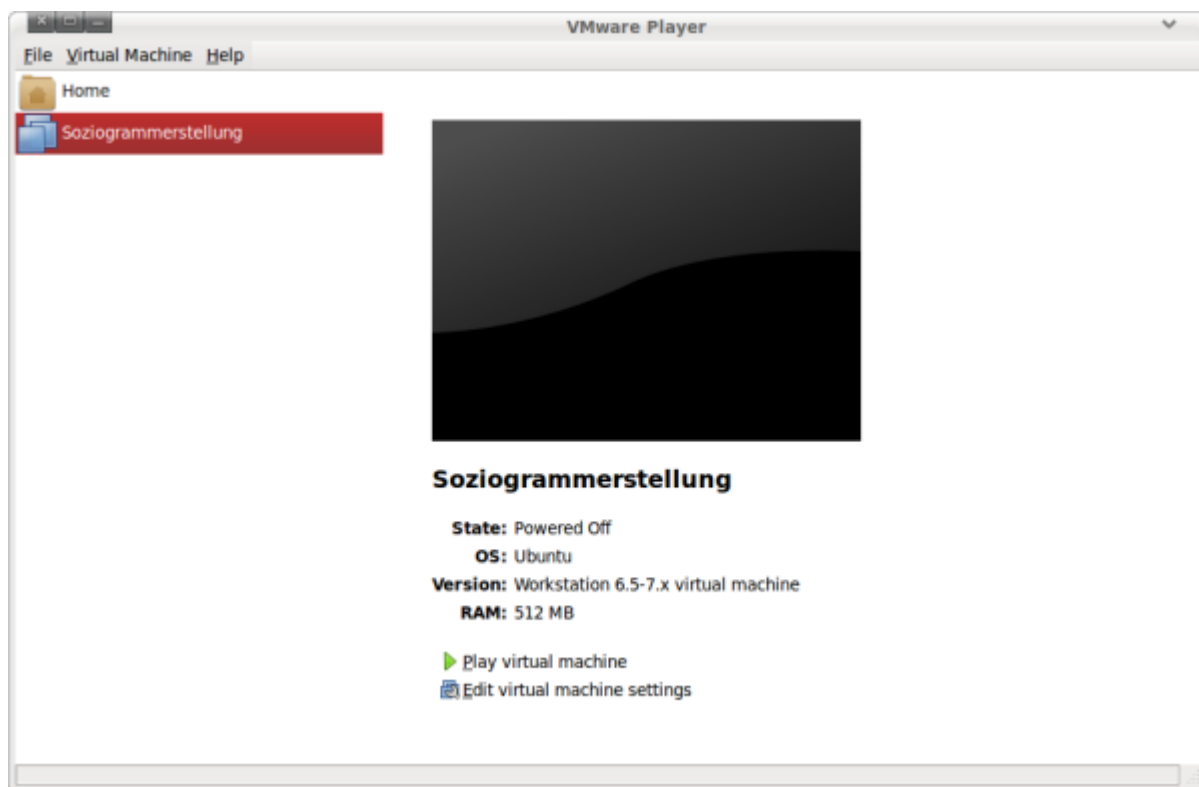 VMware Player
File Virtual Machine Help
Home
Soziogrammerstellung
Soziogrammerstellung
State: Powered Off
OS: Ubuntu
Version: Workstation 6.5-7.x virtual machine
RAM: 512 MB
Play virtual machine
Edit virtual machine settings